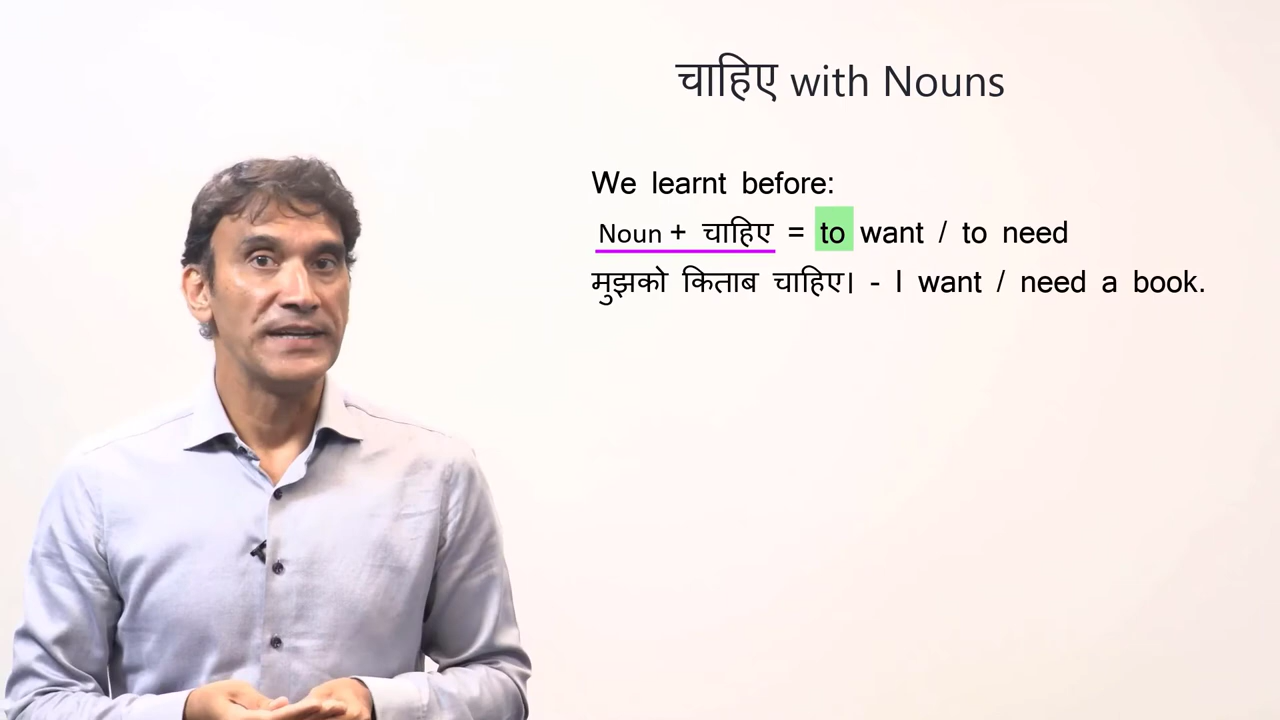 चाहिए with Nouns
We learnt before:
Noun + चाहिए = to want / to need
मुझको किताब चाहिए। - I want / need a book.